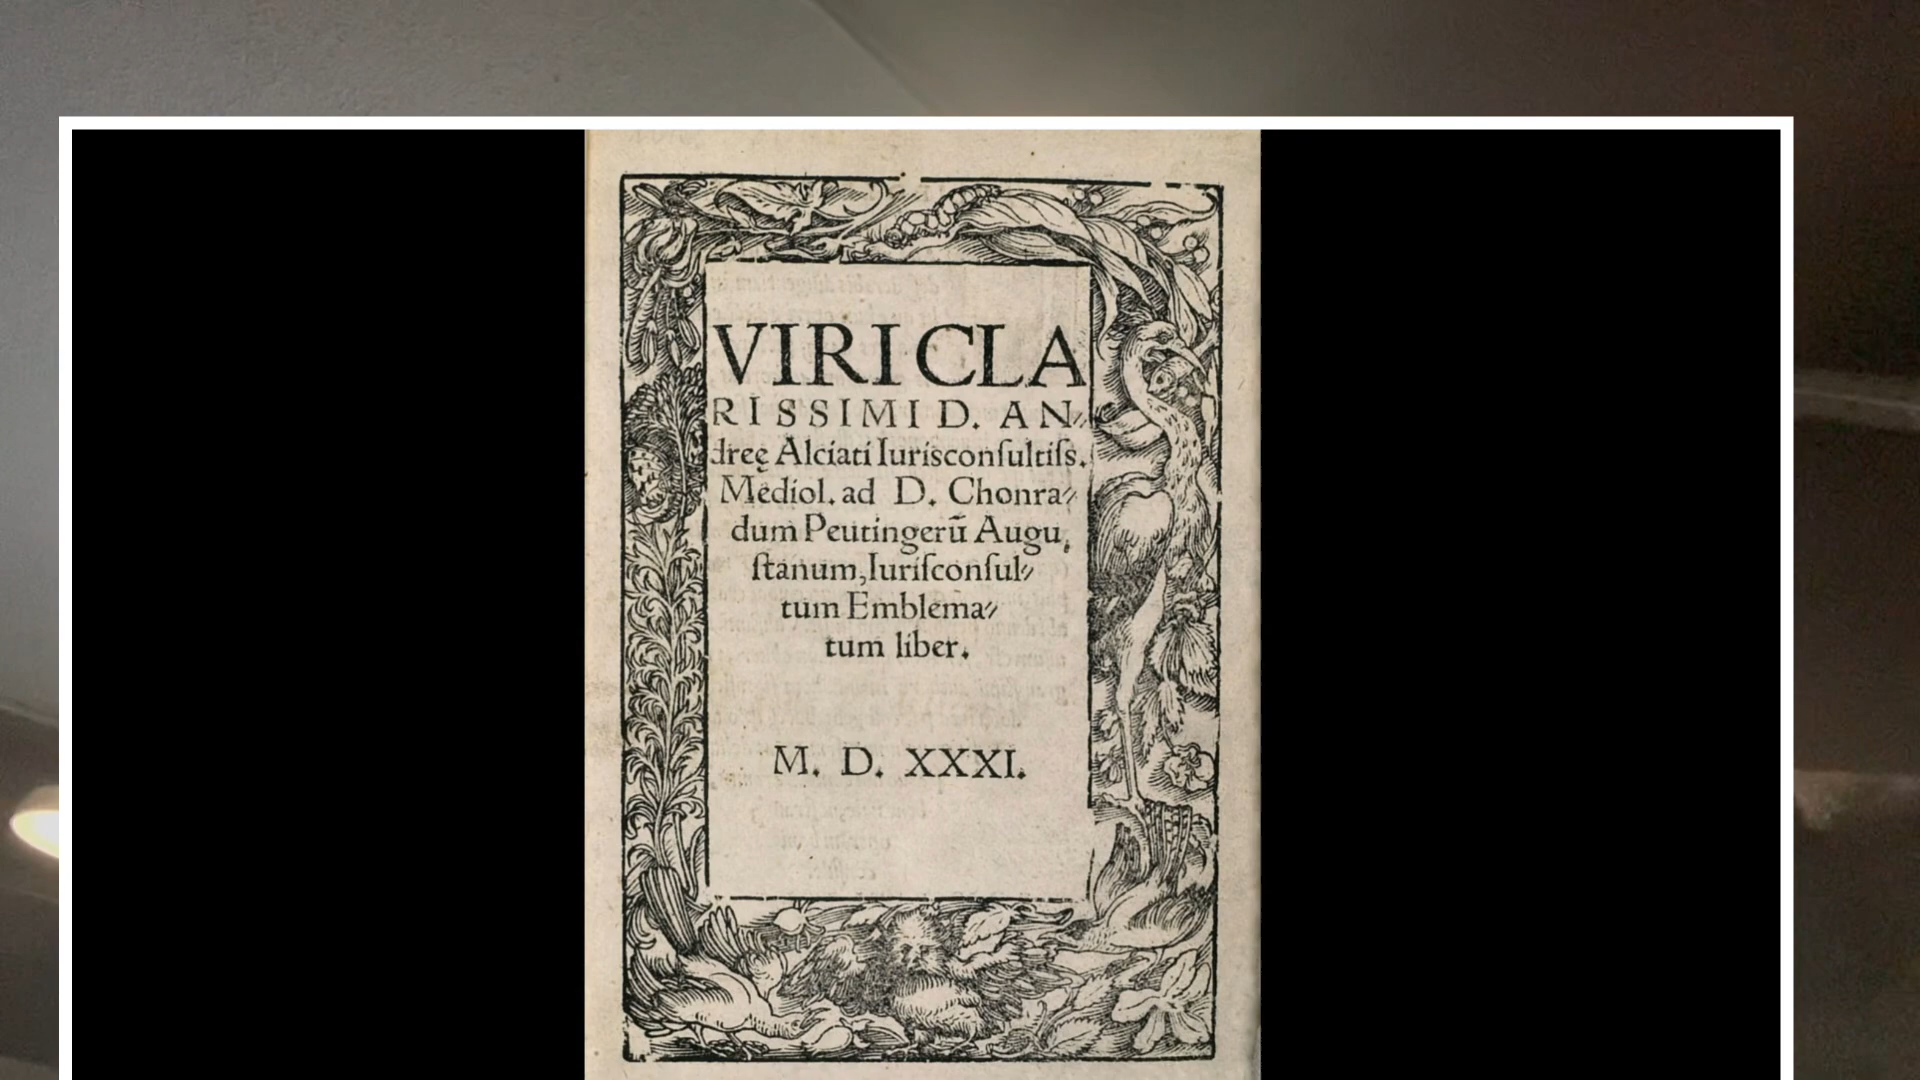 VIRI CLA
RISSIMI D. AN⸗
dreę Alciati Iurisconſultiſs.
Mediol. ad D. Chonra⸗
dum Peutingerũ Augu,
ſtanum, Iuriſconſul⸗
tum Emblema⸗
tum liber.
M. D. XXXI.